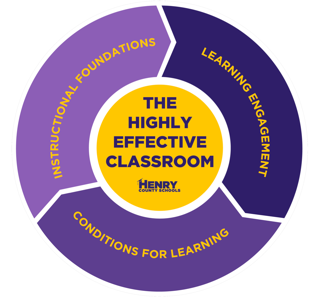 INSTRUCTIONAL FOUNDATIONS
LEARNING ENGAGEMENT
THE
HIGHLY
EFFECTIVE
CLASSROOM
HENRY
COUNTY SCHOOLS
CONDITIONS FOR LEARNING